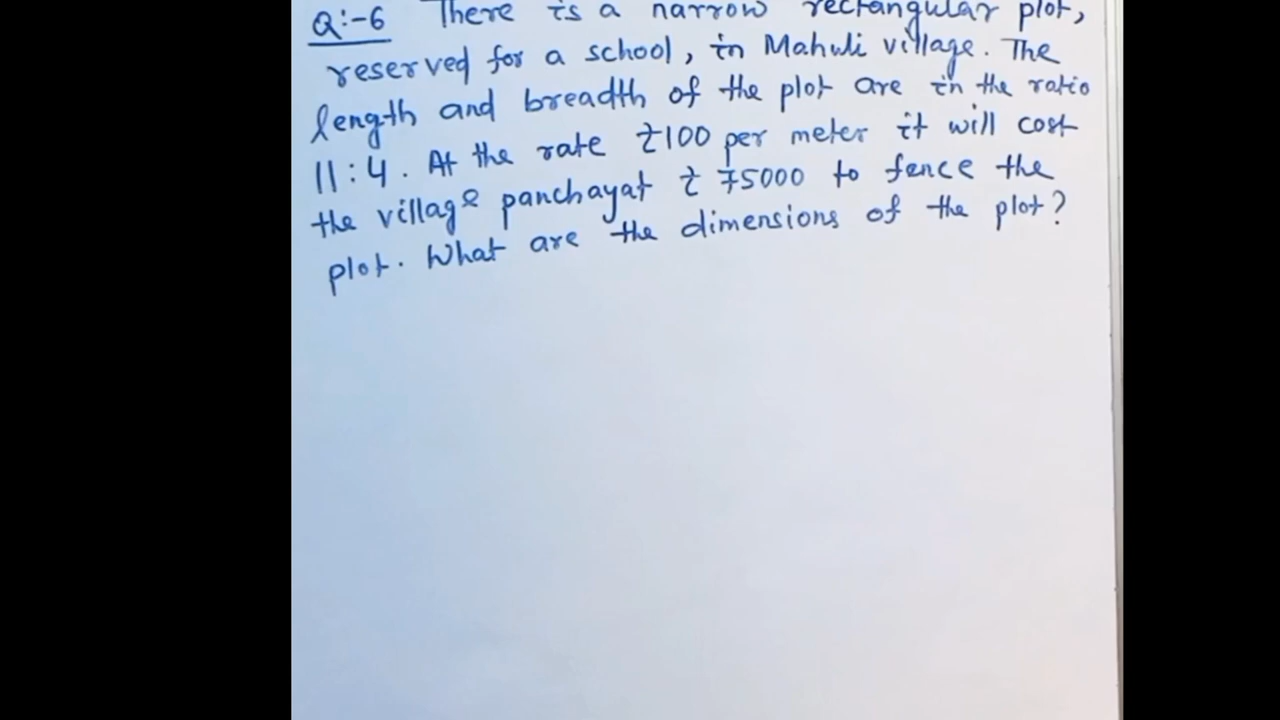 Q:-6 There is a narrow rectangular plot,
reserved for a school, in Mahuli village. The
length and breadth of the plot are in the ratio
11:4. At the rate ₹100 per meter it will cost
the village panchayat ₹ 75000 to fence the
plot. What are the dimensions of the plot?